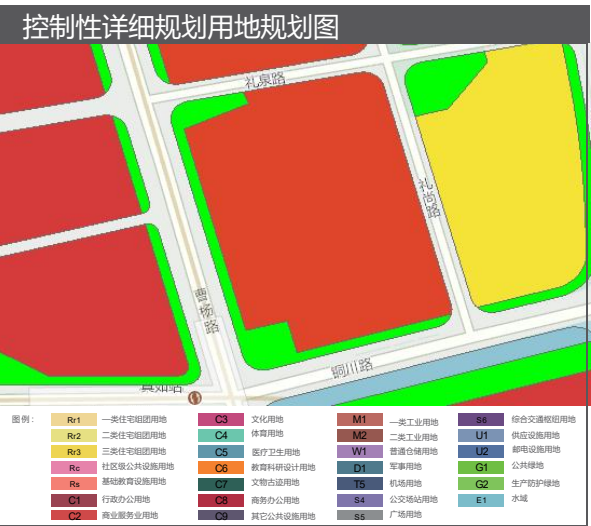 控制性详细规划用地规划图
礼泉路
礼尚路
曹杨路
铜川路
真如站
图例：
Rr1 一类住宅组团用地
Rr2 二类住宅组团用地
Rr3 三类住宅组团用地
Rc 社区级公共设施用地
Rs 基础教育设施用地
C1 行政办公用地
C2 商业服务业用地
C3 文化用地
C4 体育用地
C5 医疗卫生用地
C6 教育科研设计用地
C7 文物古迹用地
C8 商务办公用地
C9 其它公共设施用地
M1 一类工业用地
M2 二类工业用地
W1 普通仓储用地
D1 军事用地
T5 机场用地
S4 公交站场用地
S5 广场用地
S6 综合交通枢纽用地
U1 供应设施用地
U2 邮电设施用地
G1 公共绿地
G2 生产防护绿地
E1 水域